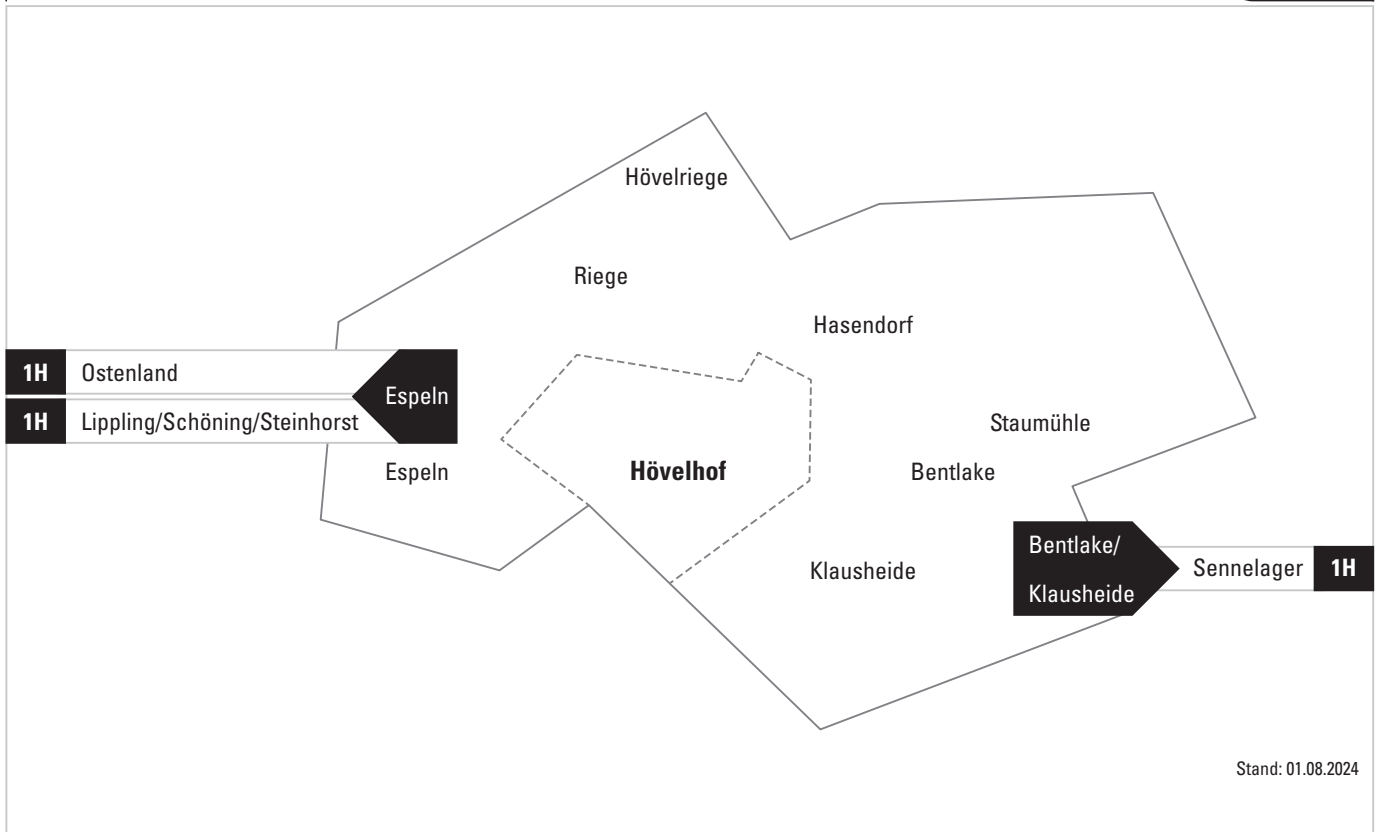 Hövelriege
Riege
Hasendorf
1H Ostenland
Espeln
1H Lippling/Schöning/Steinhorst
Staumühle
Espeln
Hövelhof
Bentlake
Bentlake/
Klausheide
Sennelager 1H
Klausheide
Stand: 01.08.2024